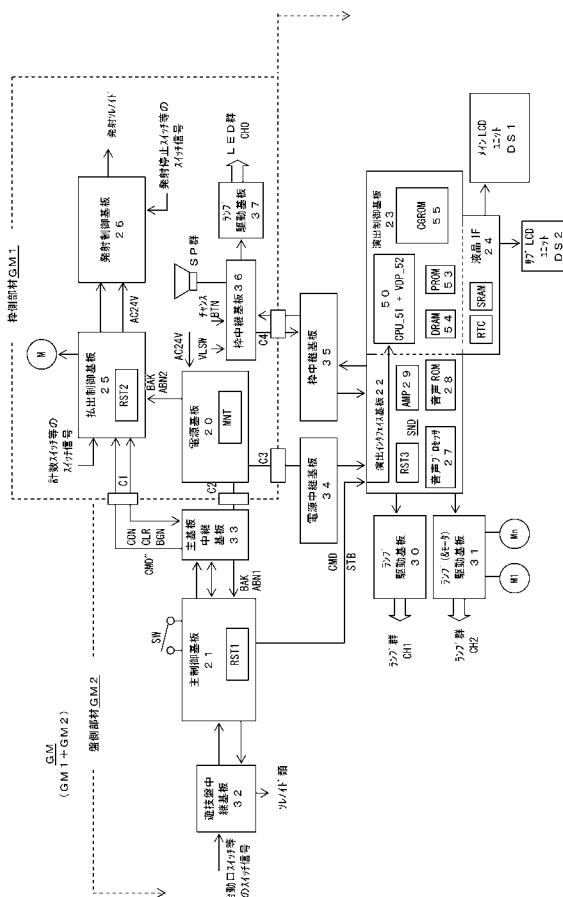 GM
(GM1+GM2)
枠側部材GM1
盤側部材GM2
計数スイッチ等の
スイッチ信号
M
払出制御基板
25
RST2
AC24V
発射制御基板
26
発射ソレノイド
発射停止スイッチ等の
スイッチ信号
CON
CLR
BGN
CMD"
C1
C2
BAK
ABN2
電源基板
20
MNT
AC24V
VLSW
チャンス
BTN
SP群
枠中継基板36
ランプ
駆動基板
37
LED群
CH0
C3
C4
主基板
中継基板
33
BAK
ABN1
SW
主制御基板
21
RST1
遊技盤中
継基板
32
ソレノイド類
始動口スイッチ等
のスイッチ信号
CMD
STB
電源中継基板
34
枠中継基板
35
演出インタフェイス基板22
RST3
SND
AMP29
音声プロセッサ
27
音声ROM
28
演出制御基板
23
50
CPU_51 + VDP_52
CGROM
55
DRAM
54
PROM
53
RTC
SRAM
液晶IF
24
メインLCD
ユニット
DS1
サブLCD
ユニット
DS2
ランプ
駆動基板
30
ランプ群
CH1
ランプ(&モータ)
駆動基板
31
ランプ群
CH2
M1
Mn